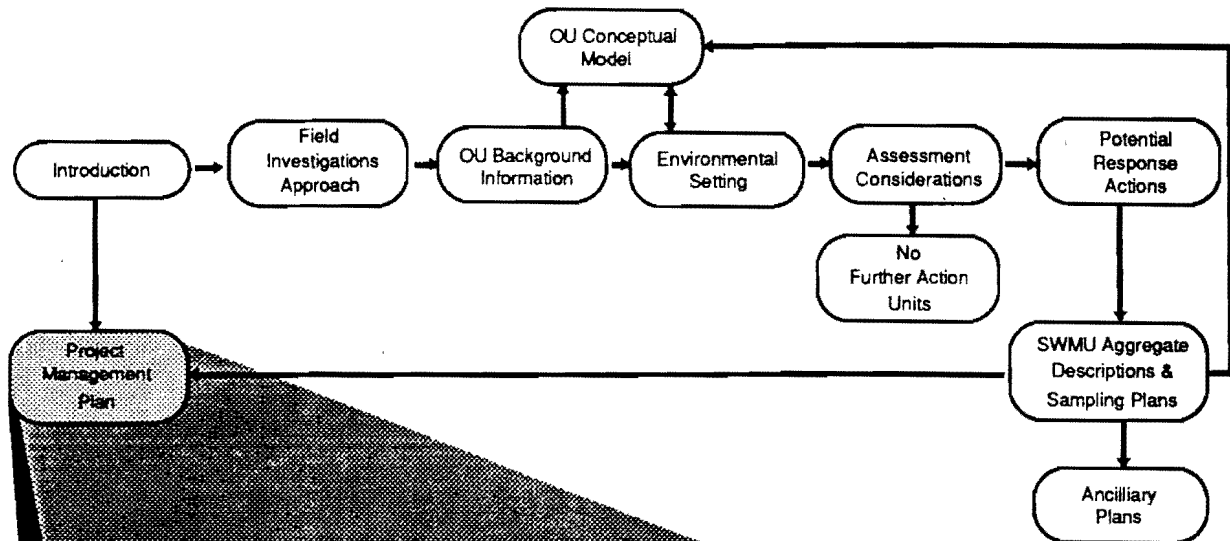 OU Conceptual
Model
Introduction
Field
Investigations
Approach
OU Background
Information
Environmental
Setting
Assessment
Considerations
Potential
Response
Actions
No
Further Action
Units
Project
Management
Plan
SWMU Aggregate
Descriptions &
Sampling Plans
Ancilliary
Plans